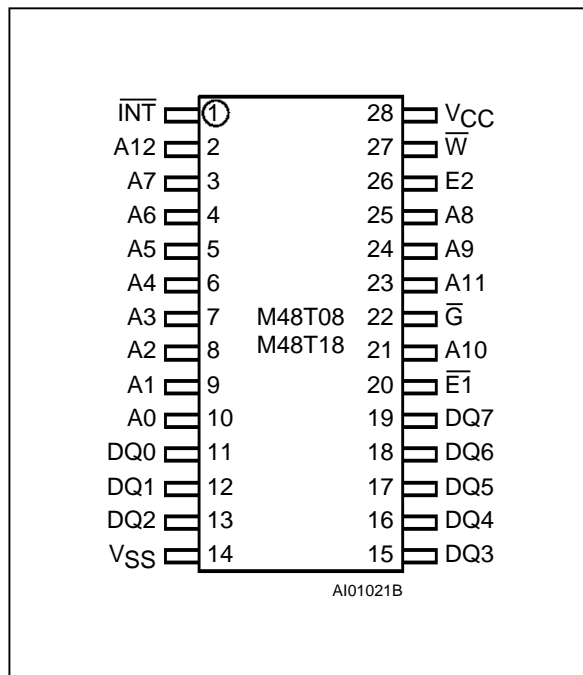 I̅N̅T̅ 1 28 VCC
A12 2 27 W̅
A7 3 26 E2
A6 4 25 A8
A5 5 24 A9
A4 6 23 A11
A3 7 M48T08 22 G̅
A2 8 M48T18 21 A10
A1 9 20 E̅1̅
A0 10 19 DQ7
DQ0 11 18 DQ6
DQ1 12 17 DQ5
DQ2 13 16 DQ4
VSS 14 15 DQ3
AI01021B